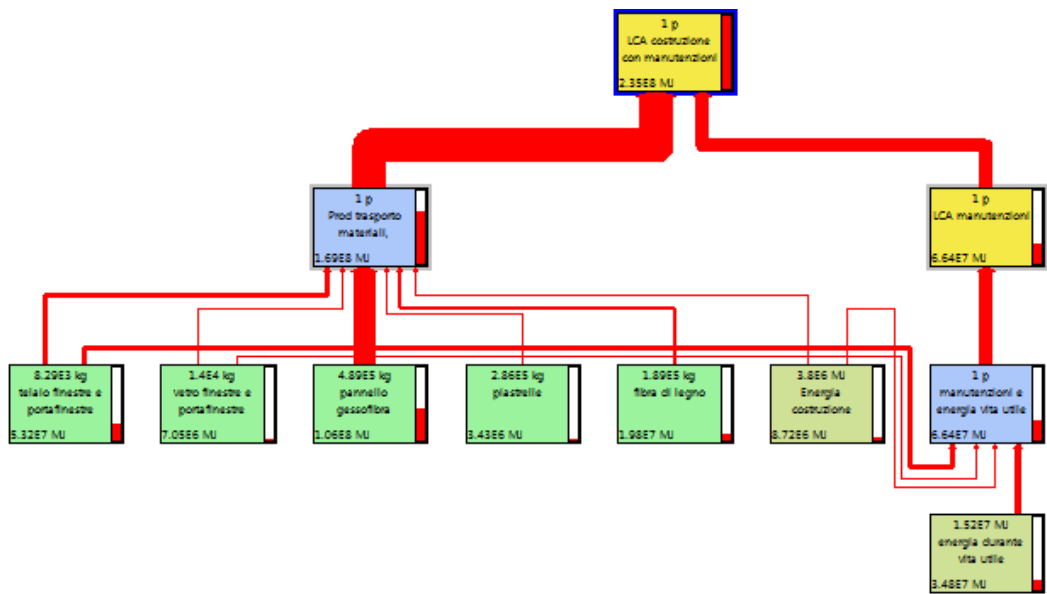 1 p
LCA costruzione
con manutenzioni
2.35E8 MJ
1 p
Prod trasporto
materiali,
1.69E8 MJ
1 p
LCA manutenzioni
6.64E7 MJ
8.29E3 kg
telaio finestre e
portafinestre
5.32E7 MJ
1.4E4 kg
vetro finestre e
portafinestre
7.05E6 MJ
4.89E5 kg
pannello
gessofibra
1.06E8 MJ
2.86E5 kg
piastrelle
3.43E6 MJ
1.89E5 kg
fibra di legno
1.98E7 MJ
3.8E6 MJ
Energia
costruzione
8.72E6 MJ
1 p
manutenzioni e
energia vita utile
6.64E7 MJ
1.52E7 MJ
energia durante
vita utile
3.48E7 MJ